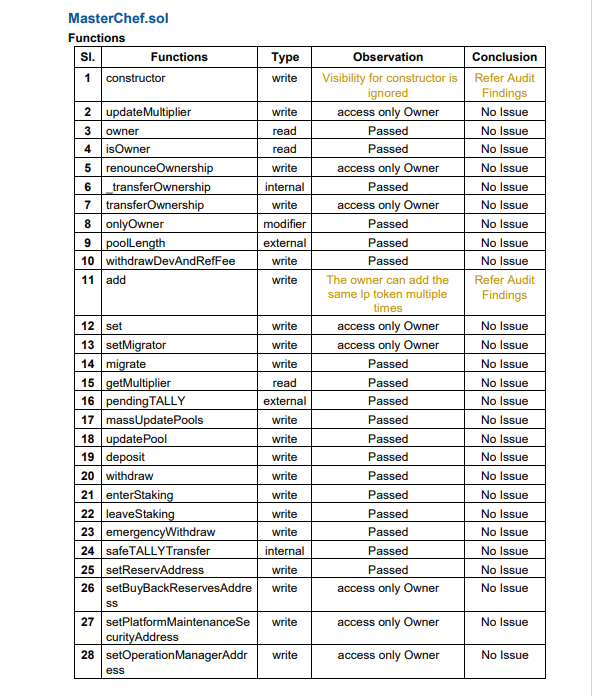 MasterChef.sol
Functions
Sl. Functions Type Observation Conclusion
1 constructor write Visibility for constructor is Refer Audit
ignored Findings
2 updateMultiplier write access only Owner No Issue
3 owner read Passed No Issue
4 isOwner read Passed No Issue
5 renounceOwnership write access only Owner No Issue
6 _transferOwnership internal Passed No Issue
7 transferOwnership write access only Owner No Issue
8 onlyOwner modifier Passed No Issue
9 poolLength external Passed No Issue
10 withdrawDevAndRefFee write Passed No Issue
11 add write The owner can add the Refer Audit
same lp token multiple Findings
times
12 set write access only Owner No Issue
13 setMigrator write access only Owner No Issue
14 migrate write Passed No Issue
15 getMultiplier read Passed No Issue
16 pendingTALLY external Passed No Issue
17 massUpdatePools write Passed No Issue
18 updatePool write Passed No Issue
19 deposit write Passed No Issue
20 withdraw write Passed No Issue
21 enterStaking write Passed No Issue
22 leaveStaking write Passed No Issue
23 emergencyWithdraw write Passed No Issue
24 safeTALLYTransfer internal Passed No Issue
25 setReservAddress write Passed No Issue
26 setBuyBackReservesAddre write access only Owner No Issue
ss
27 setPlatformMaintenanceSe write access only Owner No Issue
curityAddress
28 setOperationManagerAddr write access only Owner No Issue
ess